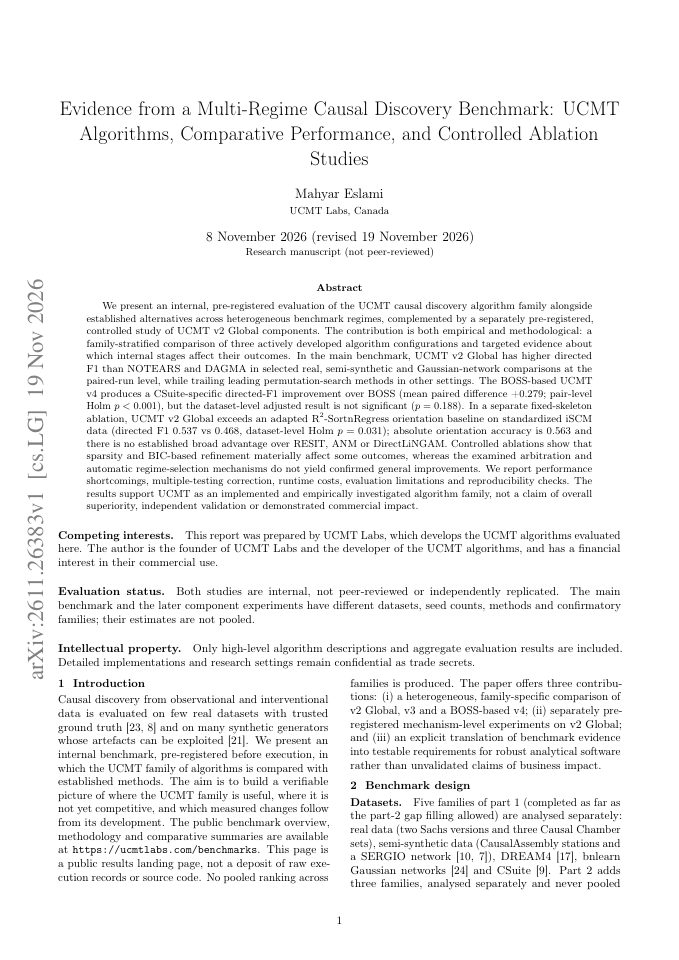 Evidence from a Multi-Regime Causal Discovery Benchmark: UCMT
Algorithms, Comparative Performance, and Controlled Ablation
Studies
Mahyar Eslami
UCMT Labs, Canada
8 November 2026 (revised 19 November 2026)
Research manuscript (not peer-reviewed)
Abstract
We present an internal, pre-registered evaluation of the UCMT causal discovery algorithm family alongside
established alternatives across heterogeneous benchmark regimes, complemented by a separately pre-registered,
controlled study of UCMT v2 Global components. The contribution is both empirical and methodological: a
family-stratified comparison of three actively developed algorithm configurations and targeted evidence about
which internal stages affect their outcomes. In the main benchmark, UCMT v2 Global has higher directed
F1 than NOTEARS and DAGMA in selected real, semi-synthetic and Gaussian-network comparisons at the
paired-run level, while trailing leading permutation-search methods in other settings. The BOSS-based UCMT
v4 produces a CSuite-specific directed-F1 improvement over BOSS (mean paired difference +0.279; pair-level
Holm p < 0.001), but the dataset-level adjusted result is not significant (p = 0.188). In a separate fixed-skeleton
ablation, UCMT v2 Global exceeds an adapted R²-SortnRegress orientation baseline on standardized iSCM
data (directed F1 0.537 vs 0.468, dataset-level Holm p = 0.031); absolute orientation accuracy is 0.563 and
there is no established broad advantage over RESIT, ANM or DirectLiNGAM. Controlled ablations show that
sparsity and BIC-based refinement materially affect some outcomes, whereas the examined arbitration and
automatic regime-selection mechanisms do not yield confirmed general improvements. We report performance
shortcomings, multiple-testing correction, runtime costs, evaluation limitations and reproducibility checks. The
results support UCMT as an implemented and empirically investigated algorithm family, not a claim of overall
superiority, independent validation or demonstrated commercial impact.
Competing interests. This report was prepared by UCMT Labs, which develops the UCMT algorithms evaluated
here. The author is the founder of UCMT Labs and the developer of the UCMT algorithms, and has a financial
interest in their commercial use.
Evaluation status. Both studies are internal, not peer-reviewed or independently replicated. The main
benchmark and the later component experiments have different datasets, seed counts, methods and confirmatory
families; their estimates are not pooled.
Intellectual property. Only high-level algorithm descriptions and aggregate evaluation results are included.
Detailed implementations and research settings remain confidential as trade secrets.
1 Introduction
Causal discovery from observational and interventional
data is evaluated on few real datasets with trusted
ground truth [23, 8] and on many synthetic generators
whose artefacts can be exploited [21]. We present an
internal benchmark, pre-registered before execution, in
which the UCMT family of algorithms is compared with
established methods. The aim is to build a verifiable
picture of where the UCMT family is useful, where it is
not yet competitive, and which measured changes follow
from its development. The public benchmark overview,
methodology and comparative summaries are available
at https://ucmtlabs.com/benchmarks. This page is
a public results landing page, not a deposit of raw exe-
cution records or source code. No pooled ranking across
families is produced. The paper offers three contribu-
tions: (i) a heterogeneous, family-specific comparison of
v2 Global, v3 and a BOSS-based v4; (ii) separately pre-
registered mechanism-level experiments on v2 Global;
and (iii) an explicit translation of benchmark evidence
into testable requirements for robust analytical software
rather than unvalidated claims of business impact.
2 Benchmark design
Datasets. Five families of part 1 (completed as far as
the part-2 gap filling allowed) are analysed separately:
real data (two Sachs versions and three Causal Chamber
sets), semi-synthetic data (CausalAssembly stations and
a SERGIO network [10, 7]), DREAM4 [17], bnlearn
Gaussian networks [24] and CSuite [9]. Part 2 adds
three families, analysed separately and never pooled
1
arXiv:2611.26383v1 [cs.LG] 19 Nov 2026